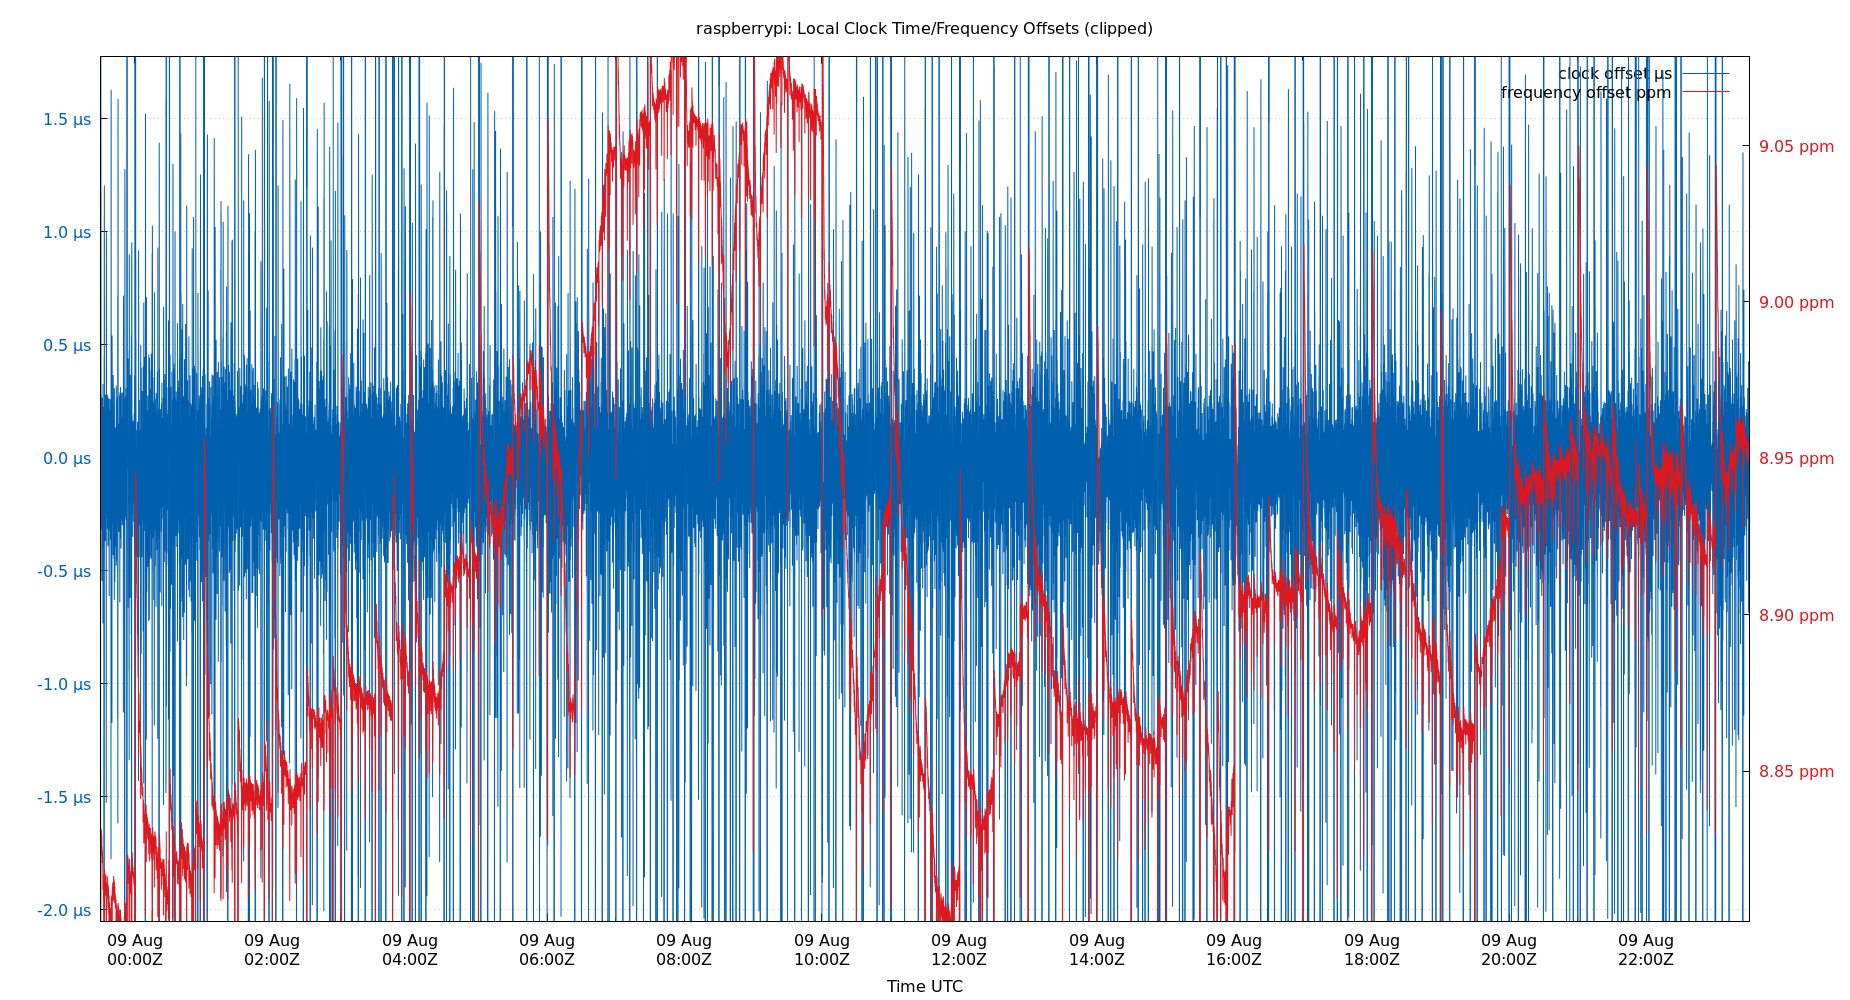 raspberrypi: Local Clock Time/Frequency Offsets (clipped)
clock offset µs
frequency offset ppm
1.5 µs
1.0 µs
0.5 µs
0.0 µs
-0.5 µs
-1.0 µs
-1.5 µs
-2.0 µs
9.05 ppm
9.00 ppm
8.95 ppm
8.90 ppm
8.85 ppm
09 Aug 09 Aug 09 Aug 09 Aug 09 Aug 09 Aug 09 Aug 09 Aug 09 Aug 09 Aug 09 Aug 09 Aug
00:00Z 02:00Z 04:00Z 06:00Z 08:00Z 10:00Z 12:00Z 14:00Z 16:00Z 18:00Z 20:00Z 22:00Z
Time UTC